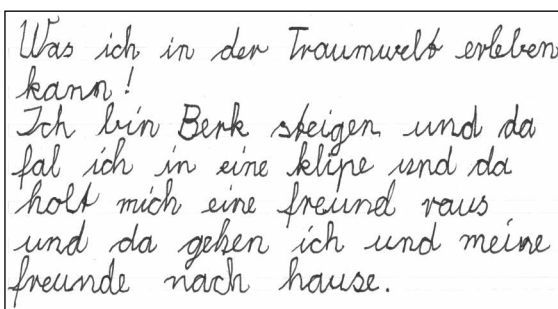 Was ich in der Traumwelt erleben
kann!
Ich bin Berk steigen und da
fal ich in eine klipe und da
holt mich eine freund raus
und da gehen ich und meine
freunde nach hause.